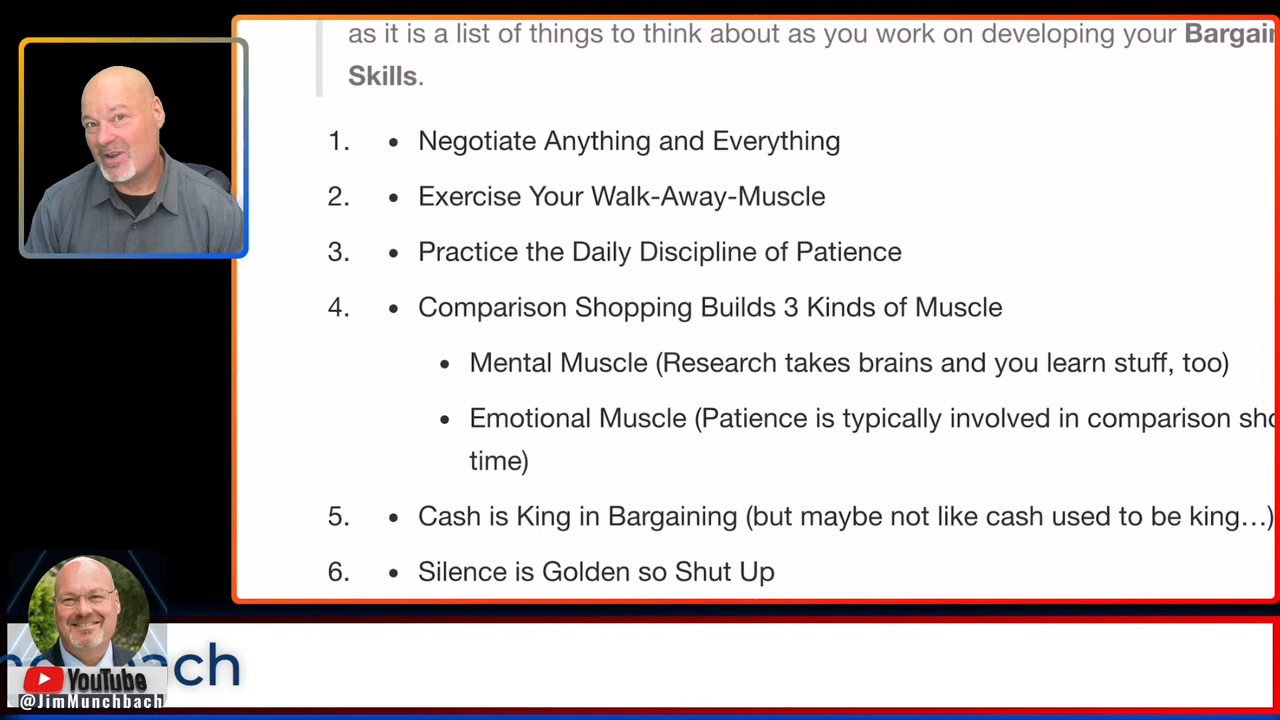 as it is a list of things to think about as you work on developing your
Skills.
1. • Negotiate Anything and Everything
2. • Exercise Your Walk-Away-Muscle
3. • Practice the Daily Discipline of Patience
4. • Comparison Shopping Builds 3 Kinds of Muscle
• Mental Muscle (Research takes brains and you learn stuff, too)
• Emotional Muscle (Patience is typically involved in comparison
time)
5. • Cash is King in Bargaining (but maybe not like cash used to be king…)
6. • Silence is Golden so Shut Up
YouTube
@JimMunchbach